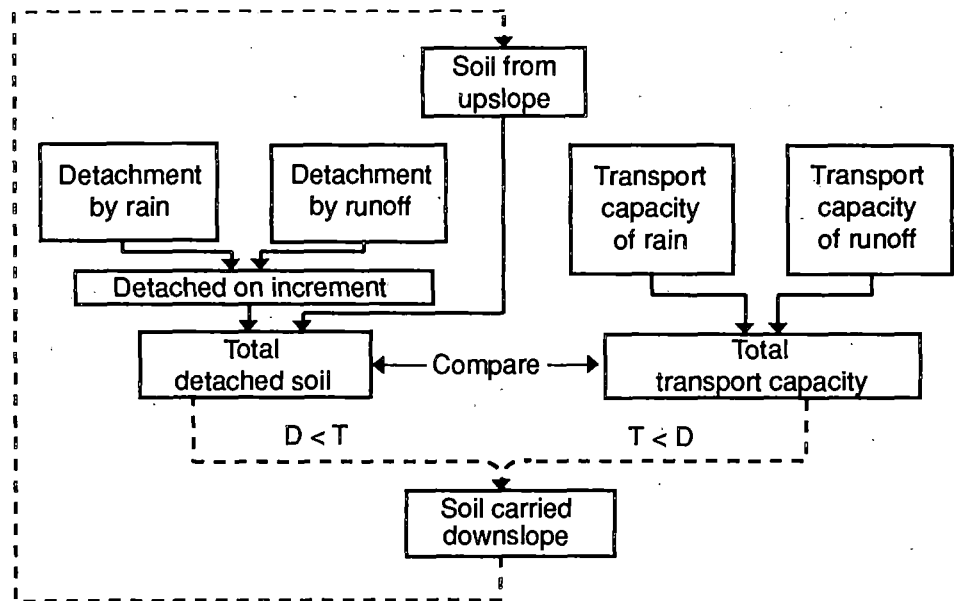 Soil from
upslope
Detachment
by rain
Detachment
by runoff
Transport
capacity
of rain
Transport
capacity
of runoff
Detached on increment
Total
detached soil
Compare
Total
transport capacity
D < T
T < D
Soil carried
downslope